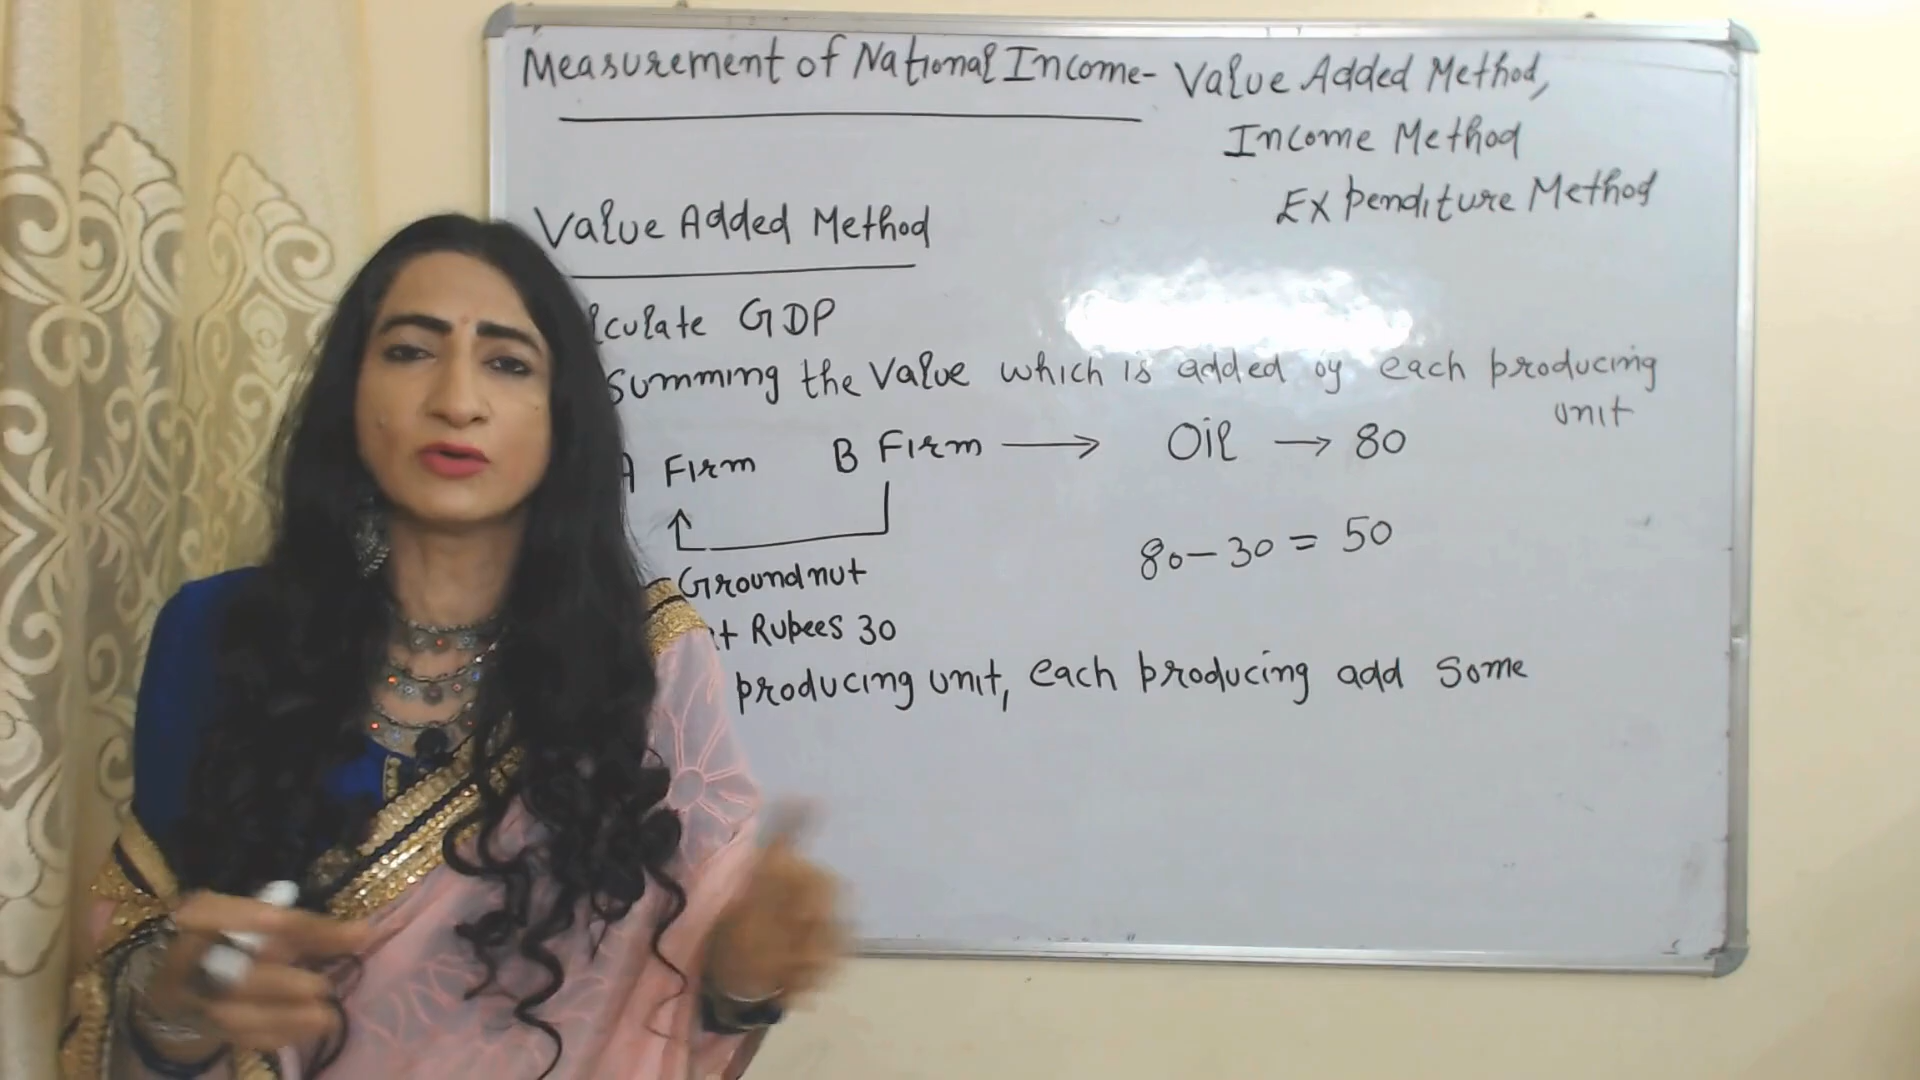 Measurement of National Income- Value Added Method,
Income Method
Expenditure Method
Value Added Method
GDP
summing the value which is added by each producing
unit
A Firm B Firm → Oil → 80
80-30 = 50
Groundnut
Rupees 30
producing unit, each producing add some